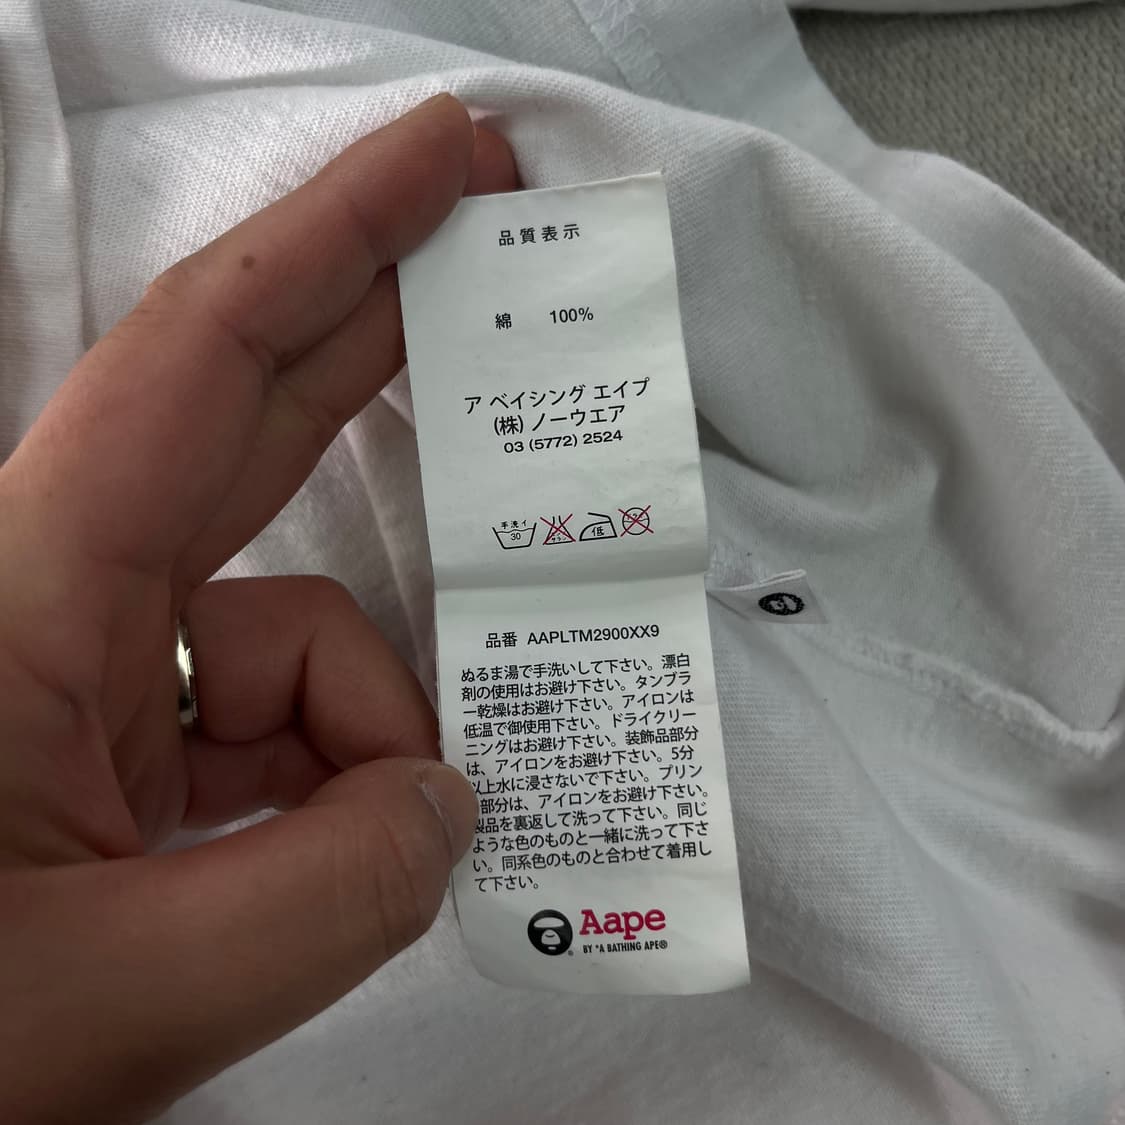 品質表示
綿 100%
ア ベイシング エイプ
(株) ノーウエア
03 (5772) 2524
手洗イ
30
低
品番 AAPLTM2900XX9
ぬるま湯で手洗いして下さい。漂白
剤の使用はお避け下さい。タンブラ
ー乾燥はお避け下さい。アイロンは
低温で御使用下さい。ドライクリー
ニングはお避け下さい。装飾品部分
は、アイロンをお避け下さい。5分
以上水に浸さないで下さい。プリン
部分は、アイロンをお避け下さい。
製品を裏返して洗って下さい。同じ
ような色のものと一緒に洗って下さ
い。同系色のものと合わせて着用し
て下さい。
Aape
BY *A BATHING APE®